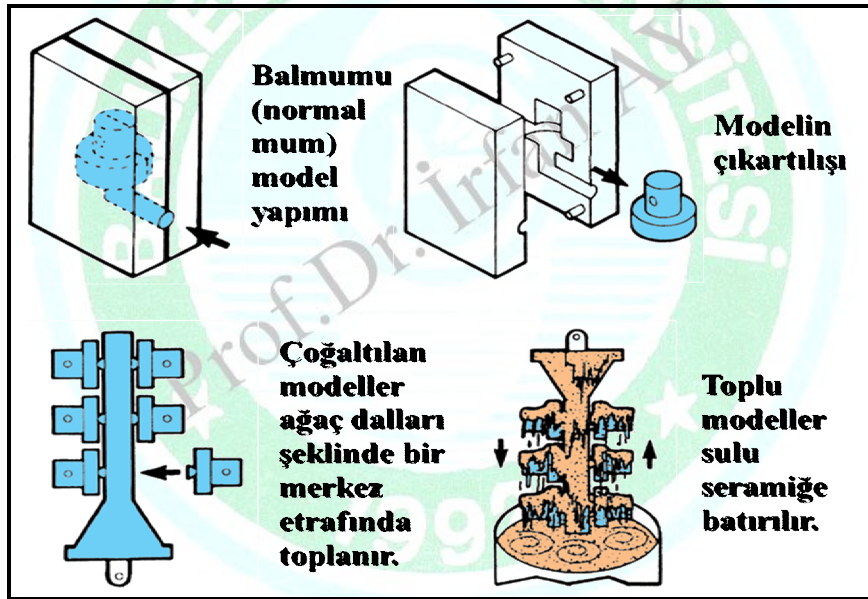 Balmumu
(normal
mum)
model
yapımı
Modelin
çıkartılışı
Çoğaltılan
modeller
ağaç dalları
şeklinde bir
merkez
etrafında
toplanır.
Toplu
modeller
sulu
seramiğe
batırılır.
Prof.Dr. İrfan AY